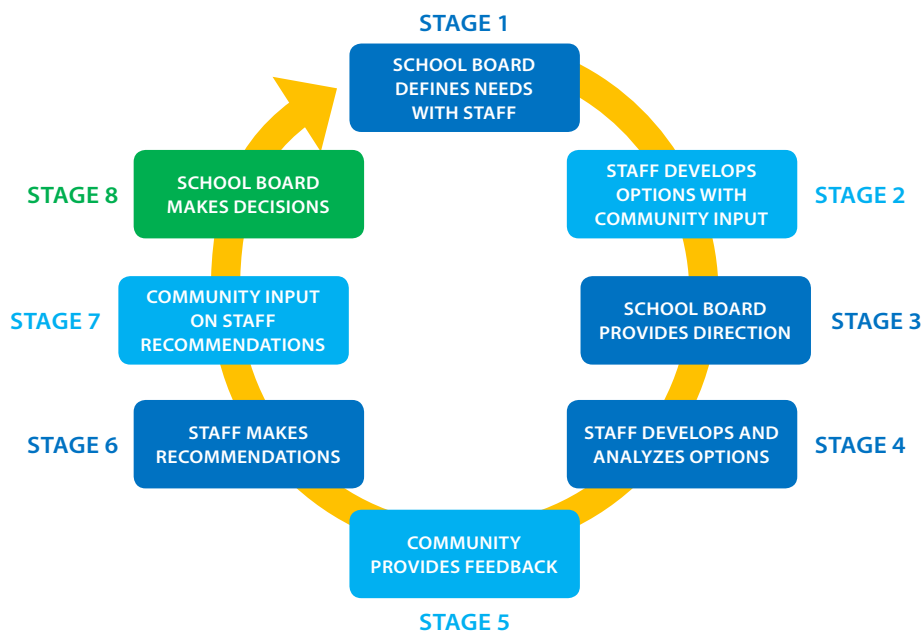 STAGE 1
SCHOOL BOARD
DEFINES NEEDS
WITH STAFF
STAGE 2
STAFF DEVELOPS
OPTIONS WITH
COMMUNITY INPUT
STAGE 3
SCHOOL BOARD
PROVIDES DIRECTION
STAGE 4
STAFF DEVELOPS AND
ANALYZES OPTIONS
COMMUNITY
PROVIDES FEEDBACK
STAGE 5
STAGE 6
STAFF MAKES
RECOMMENDATIONS
STAGE 7
COMMUNITY INPUT
ON STAFF
RECOMMENDATIONS
STAGE 8
SCHOOL BOARD
MAKES DECISIONS